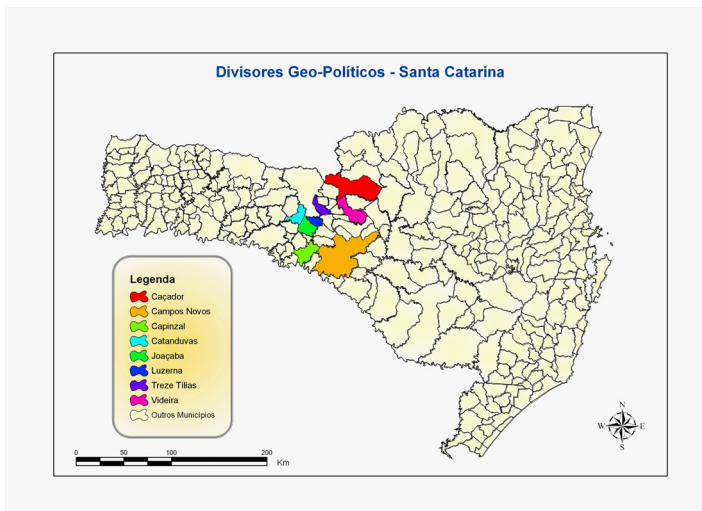 Divisores Geo-Políticos - Santa Catarina
Legenda
Caçador
Campos Novos
Capinzal
Catanduvas
Joaçaba
Luzerna
Treze Tílias
Videira
Outros Municípios
N
W E
S
0 50 100 200
Km